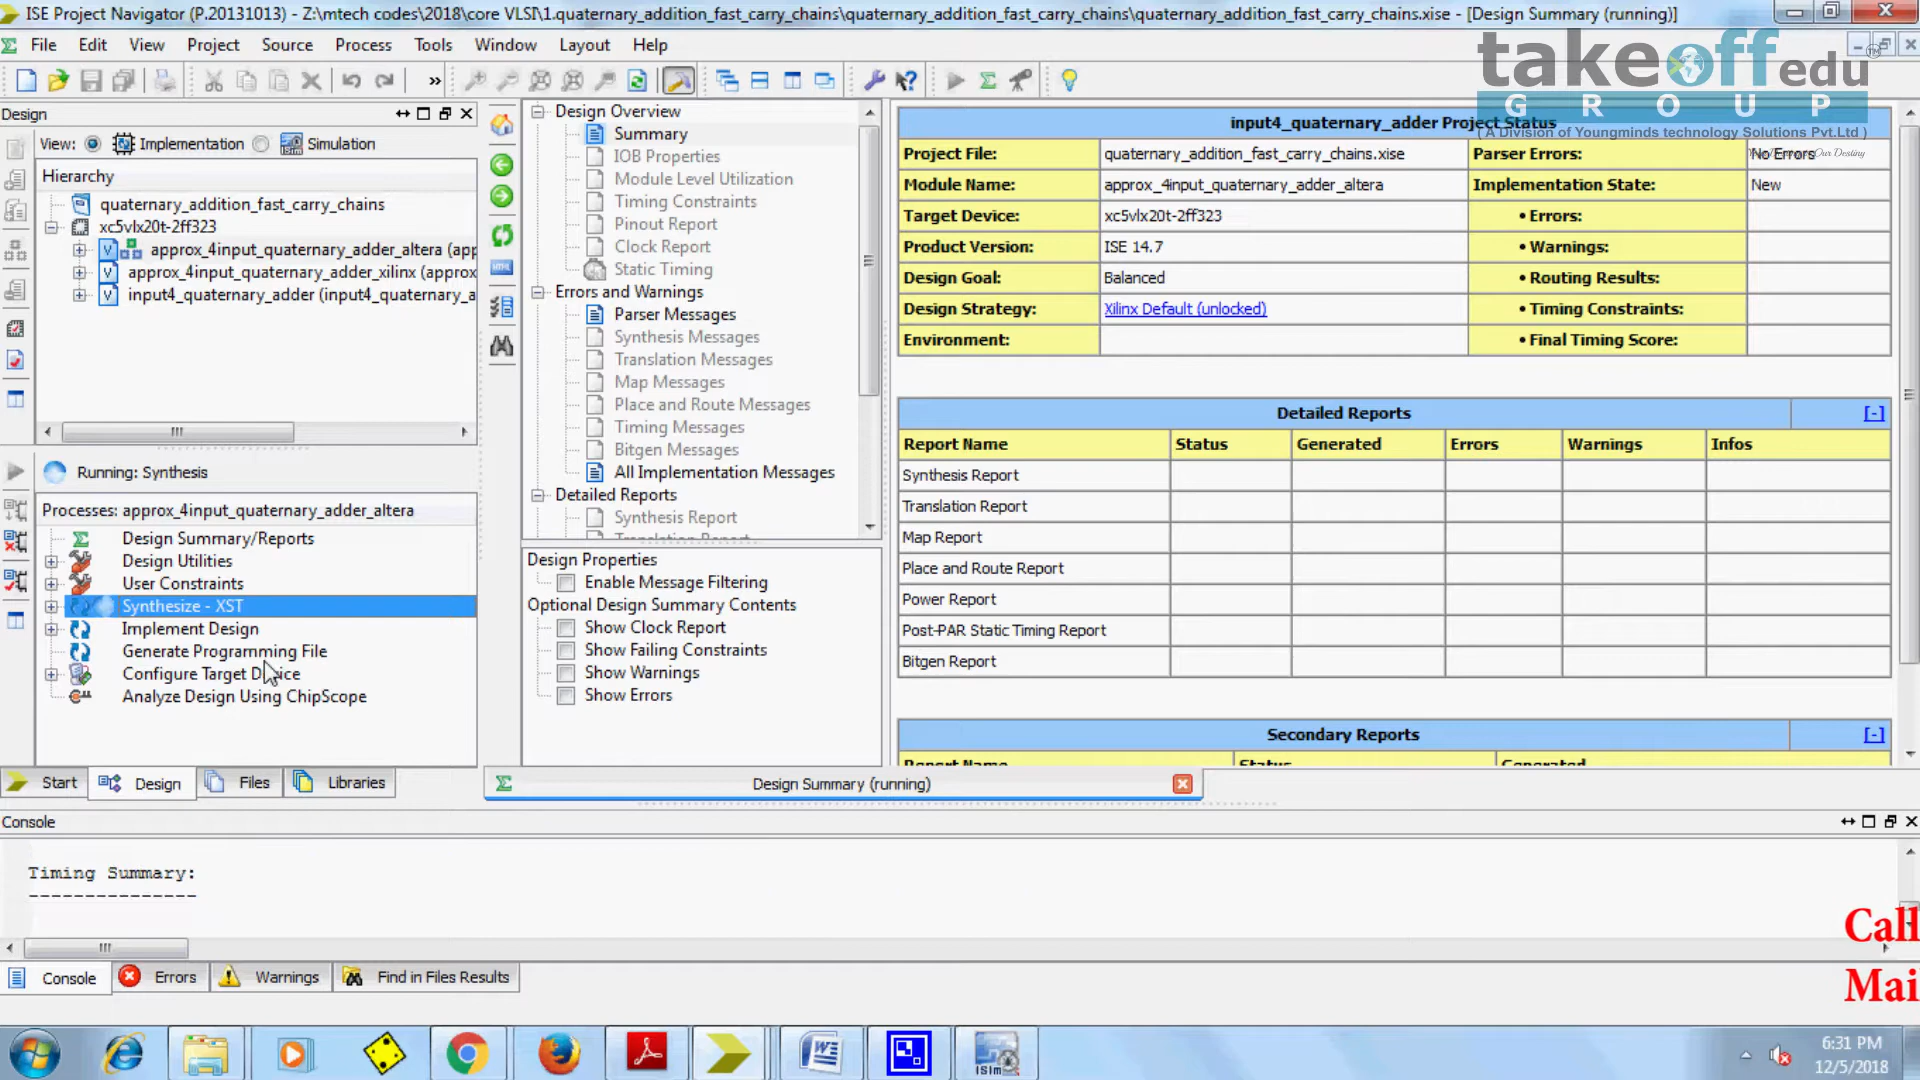 ISE Project Navigator (P.20131013) - Z:\mtech codes\2018\core VLSI\1.quaternary_addition_fast_carry_chains\quaternary_addition_fast_carry_chains\quaternary_addition_fast_carry_chains.xise - [Design Summary (running)]
File Edit View Project Source Process Tools Window Layout Help
takeoff edu TM
GROUP
( A Division of Youngminds technology Solutions Pvt.Ltd )
Design
View: Implementation Simulation
Hierarchy
quaternary_addition_fast_carry_chains
xc5vlx20t-2ff323
approx_4input_quaternary_adder_altera (app
approx_4input_quaternary_adder_xilinx (approx
input4_quaternary_adder (input4_quaternary_a
Running: Synthesis
Processes: approx_4input_quaternary_adder_altera
Design Summary/Reports
Design Utilities
User Constraints
Synthesize - XST
Implement Design
Generate Programming File
Configure Target Device
Analyze Design Using ChipScope
Start Design Files Libraries
Design Overview
Summary
IOB Properties
Module Level Utilization
Timing Constraints
Pinout Report
Clock Report
Static Timing
Errors and Warnings
Parser Messages
Synthesis Messages
Translation Messages
Map Messages
Place and Route Messages
Timing Messages
Bitgen Messages
All Implementation Messages
Detailed Reports
Synthesis Report
Translation Report
Design Properties
Enable Message Filtering
Optional Design Summary Contents
Show Clock Report
Show Failing Constraints
Show Warnings
Show Errors
input4_quaternary_adder Project Status
Project File: quaternary_addition_fast_carry_chains.xise Parser Errors: No Errors
Module Name: approx_4input_quaternary_adder_altera Implementation State: New
Target Device: xc5vlx20t-2ff323 • Errors:
Product Version: ISE 14.7 • Warnings:
Design Goal: Balanced • Routing Results:
Design Strategy: Xilinx Default (unlocked) • Timing Constraints:
Environment: • Final Timing Score:
Detailed Reports [-]
Report Name Status Generated Errors Warnings Infos
Synthesis Report
Translation Report
Map Report
Place and Route Report
Power Report
Post-PAR Static Timing Report
Bitgen Report
Secondary Reports [-]
Report Name Status Generated
Design Summary (running)
Console
Timing Summary:
---------------
Call
Mai
Console Errors Warnings Find in Files Results
ISim
6:31 PM
12/5/2018